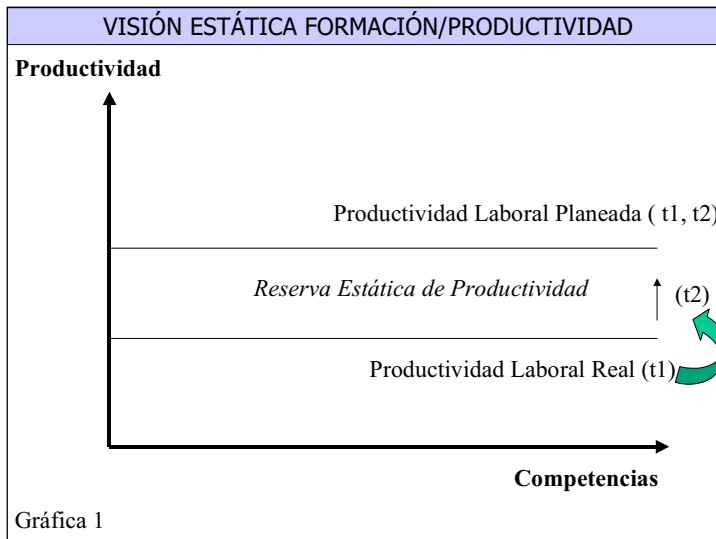 VISIÓN ESTÁTICA FORMACIÓN/PRODUCTIVIDAD
Productividad
Productividad Laboral Planeada ( t1, t2)
Reserva Estática de Productividad
(t2)
Productividad Laboral Real (t1)
Competencias
Gráfica 1